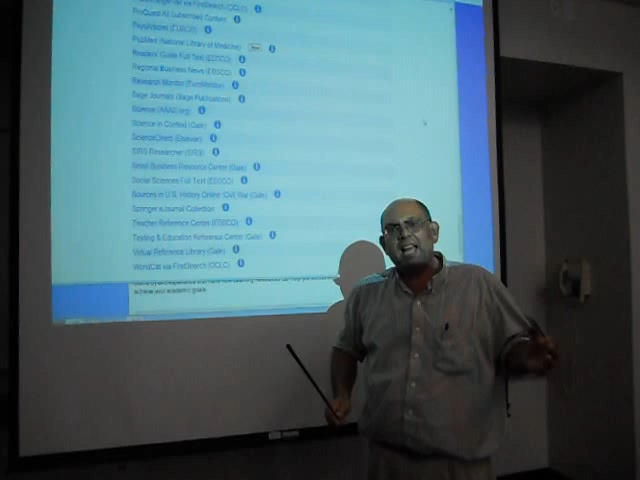 via FirstSearch (OCLC)
ProQuest All Subscribed Content
PsycArticles (EBSCO)
PubMed (National Library of Medicine)
Readers' Guide Full Text (EBSCO)
Regional Business News (EBSCO)
Research Monitor (EuroMonitor)
Sage Journals (Sage Publications)
Science (AAAS.org)
Science in Context (Gale)
ScienceDirect (Elsevier)
SIRS Researcher (SIRS)
Small Business Resource Center (Gale)
Social Sciences Full Text (EBSCO)
Sources in U.S. History Online: Civil War (Gale)
Springer eJournal Collection
Teacher Reference Center (EBSCO)
Testing & Education Reference Center (Gale)
Virtual Reference Library (Gale)
WorldCat via FirstSearch (OCLC)
achieve your academic goals.